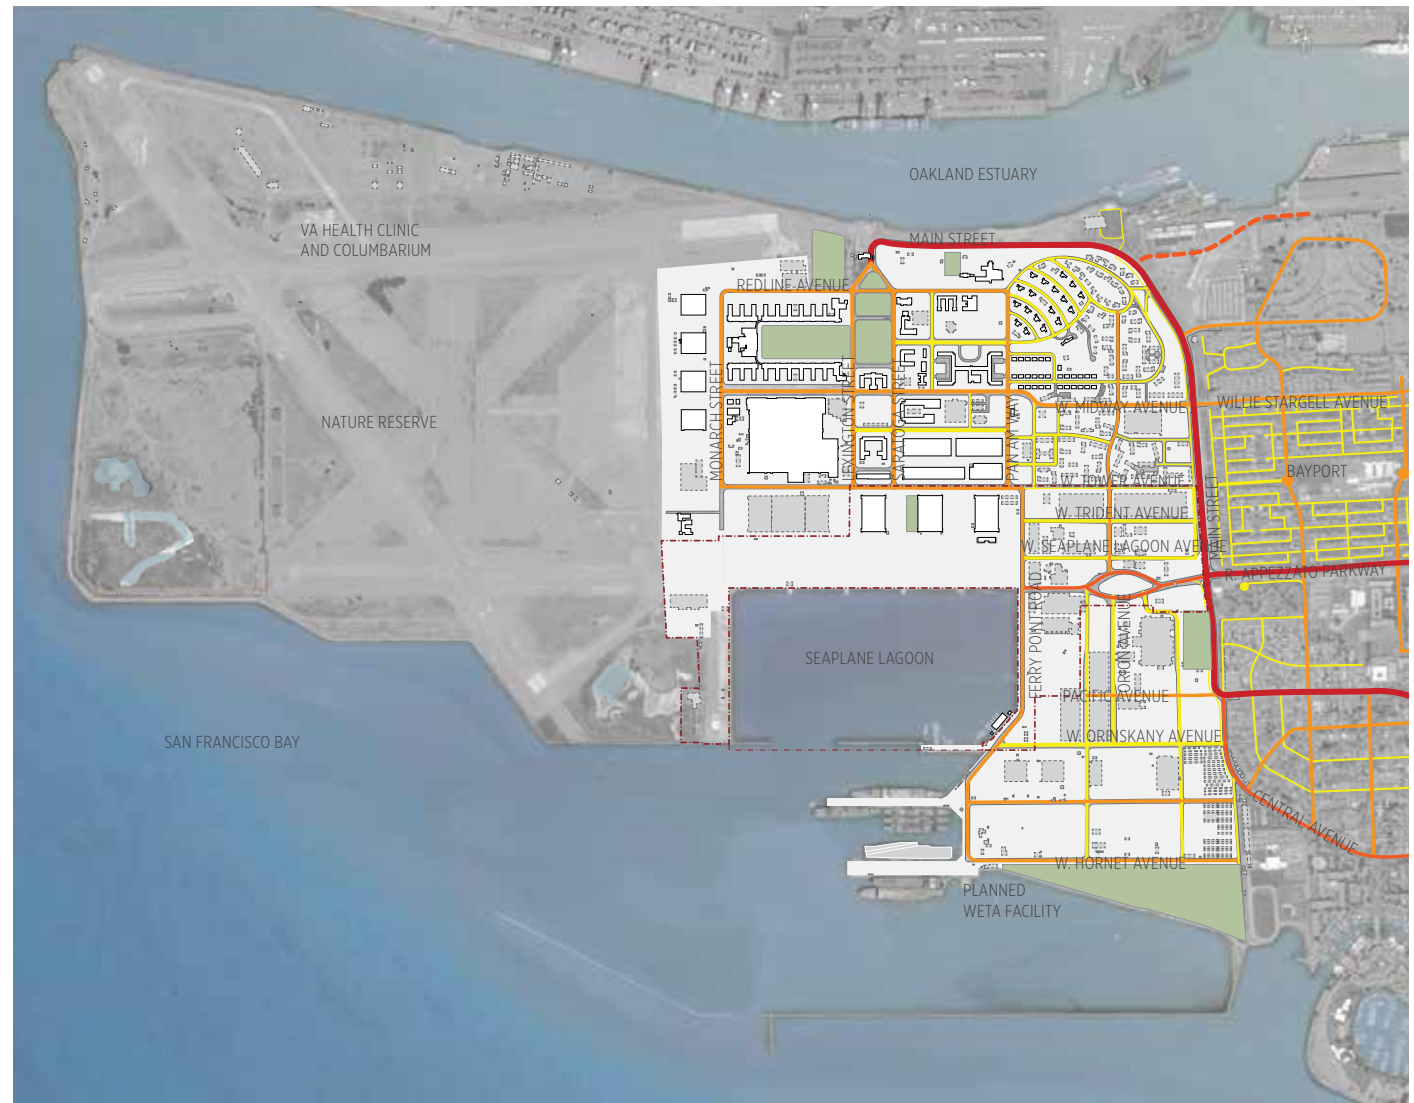 OAKLAND ESTUARY
VA HEALTH CLINIC
AND COLUMBARIUM
MAIN STREET
REDLINE AVENUE
NATURE RESERVE
MONARCH STREET
LEXINGTON STREET
SARATOGA STREET
PAN AM WAY
W. MIDWAY AVENUE
WILLIE STARGELL AVENUE
BAYPORT
W. TOWER AVENUE
W. TRIDENT AVENUE
MAIN STREET
W. SEAPLANE LAGOON AVENUE
R. APPEZZATO PARKWAY
FERRY POINT ROAD
ORION AVENUE
SEAPLANE LAGOON
PACIFIC AVENUE
W. ORINSKANY AVENUE
SAN FRANCISCO BAY
CENTRAL AVENUE
W. HORNET AVENUE
PLANNED
WETA FACILITY